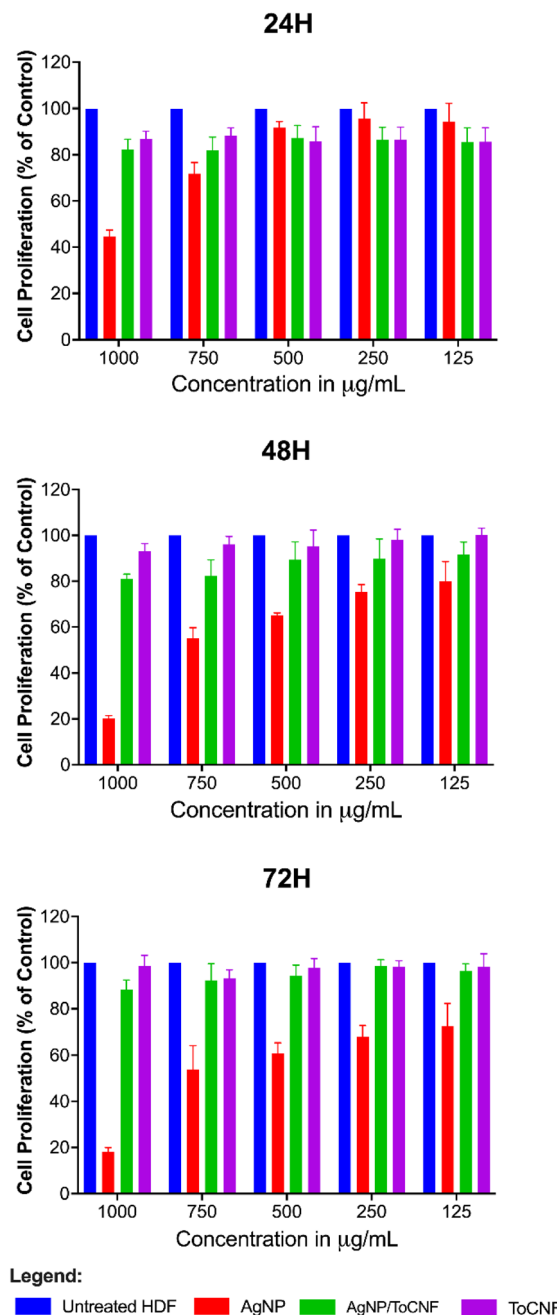 24H
Cell Proliferation (% of Control)
120
100
80
60
40
20
0
1000 750 500 250 125
Concentration in μg/mL
48H
Cell Proliferation (% of Control)
120
100
80
60
40
20
0
1000 750 500 250 125
Concentration in μg/mL
72H
Cell Proliferation (% of Control)
120
100
80
60
40
20
0
1000 750 500 250 125
Concentration in μg/mL
Legend:
Untreated HDF AgNP AgNP/ToCNF ToCNF